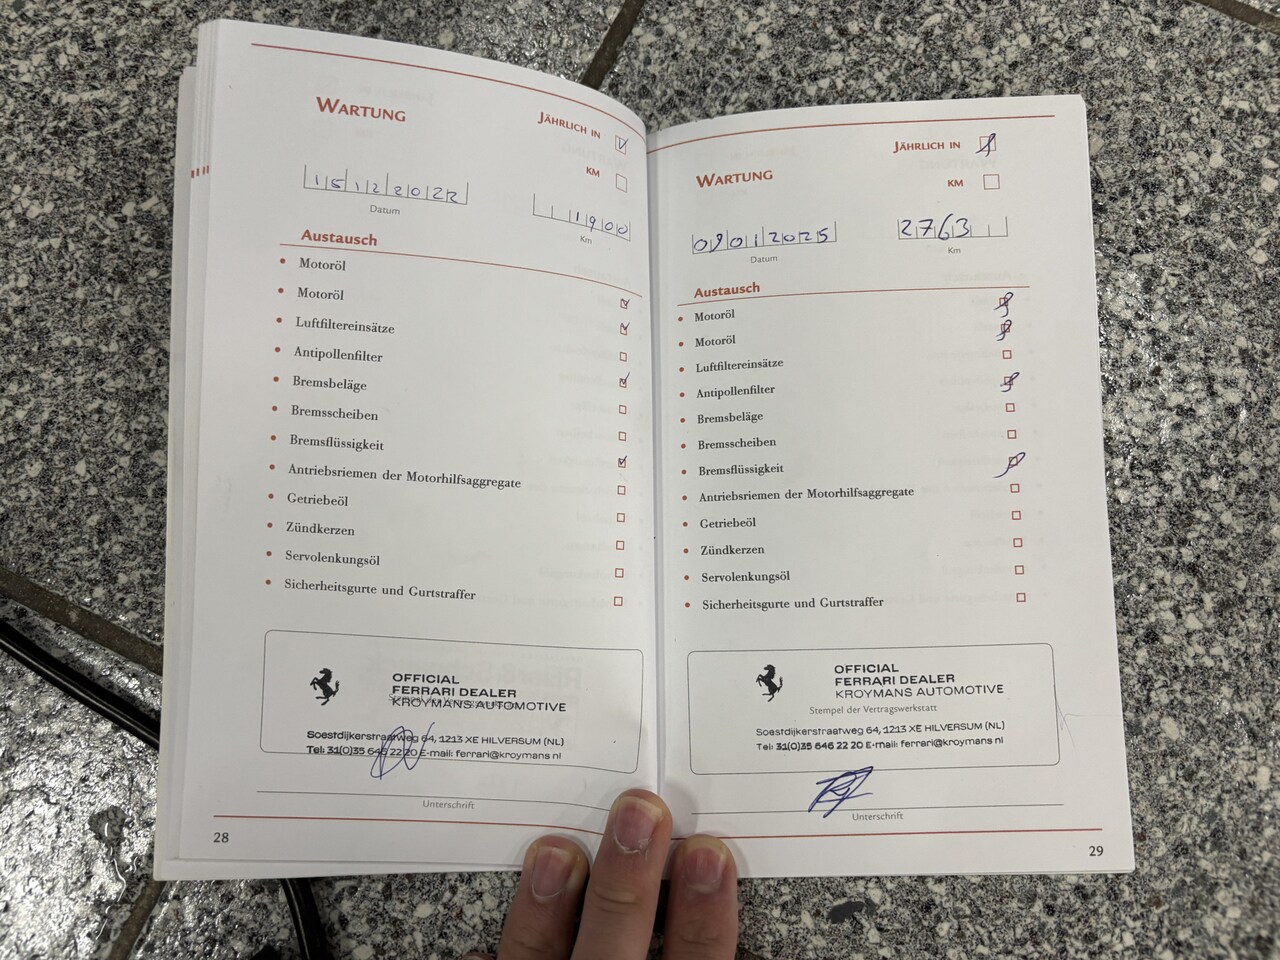 WARTUNG
JÄHRLICH IN
KM
15122022
Datum
1900
Km
Austausch
Motoröl
Motoröl
Luftfiltereinsätze
Antipollenfilter
Bremsbeläge
Bremsscheiben
Bremsflüssigkeit
Antriebsriemen der Motorhilfsaggregate
Getriebeöl
Zündkerzen
Servolenkungsöl
Sicherheitsgurte und Gurtstraffer
OFFICIAL
FERRARI DEALER
KROYMANS AUTOMOTIVE
Soestdijkerstraatweg 64, 1213 XE HILVERSUM (NL)
Tel: 31(0)35 646 22 20 E-mail: ferrari@kroymans.nl
Unterschrift
28
WARTUNG
JÄHRLICH IN
KM
09012025
Datum
2763
Km
Austausch
Motoröl
Motoröl
Luftfiltereinsätze
Antipollenfilter
Bremsbeläge
Bremsscheiben
Bremsflüssigkeit
Antriebsriemen der Motorhilfsaggregate
Getriebeöl
Zündkerzen
Servolenkungsöl
Sicherheitsgurte und Gurtstraffer
OFFICIAL
FERRARI DEALER
KROYMANS AUTOMOTIVE
Stempel der Vertragswerkstatt
Soestdijkerstraatweg 64, 1213 XE HILVERSUM (NL)
Tel: 31(0)35 646 22 20 E-mail: ferrari@kroymans.nl
Unterschrift
29